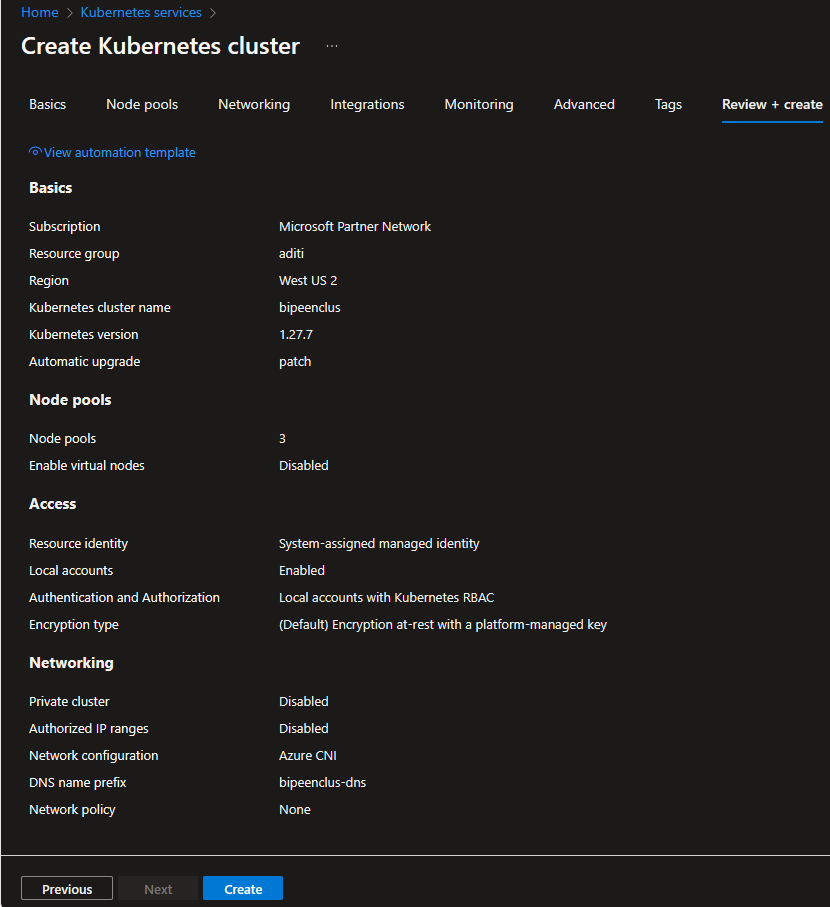 Home > Kubernetes services >
Create Kubernetes cluster ...
Basics Node pools Networking Integrations Monitoring Advanced Tags Review + create
View automation template
Basics
Subscription Microsoft Partner Network
Resource group aditi
Region West US 2
Kubernetes cluster name bipeenclus
Kubernetes version 1.27.7
Automatic upgrade patch
Node pools
Node pools 3
Enable virtual nodes Disabled
Access
Resource identity System-assigned managed identity
Local accounts Enabled
Authentication and Authorization Local accounts with Kubernetes RBAC
Encryption type (Default) Encryption at-rest with a platform-managed key
Networking
Private cluster Disabled
Authorized IP ranges Disabled
Network configuration Azure CNI
DNS name prefix bipeenclus-dns
Network policy None
Previous Next Create